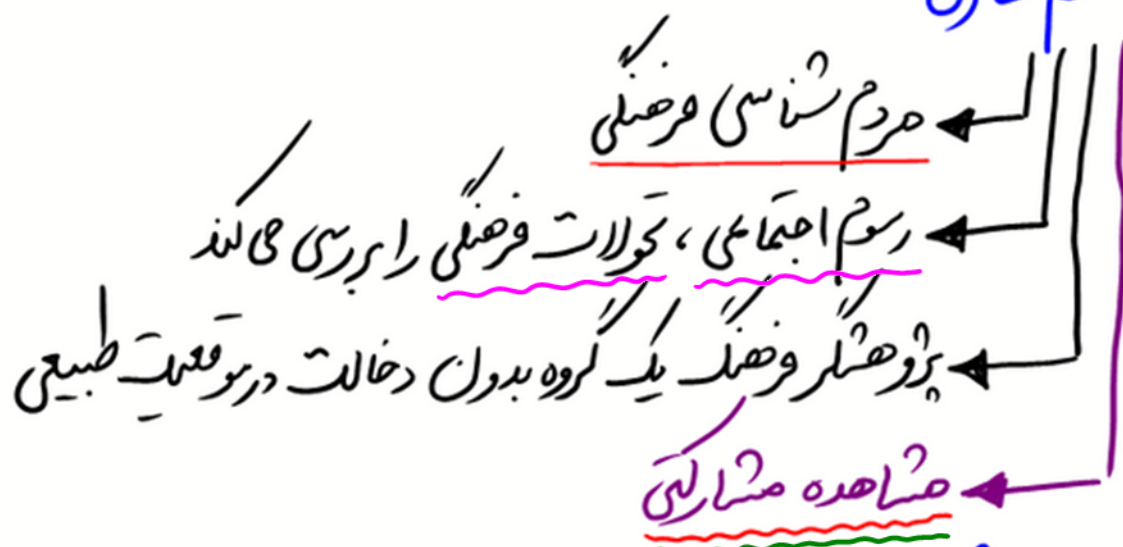 مردم شناسی فرهنگی
رسوم اجتماعی، تحولات فرهنگی را بررسی می کند
پژوهشگر فرهنگ یک گروه بدون دخالت در موقعیت طبیعی
مشاهده مشارکتی